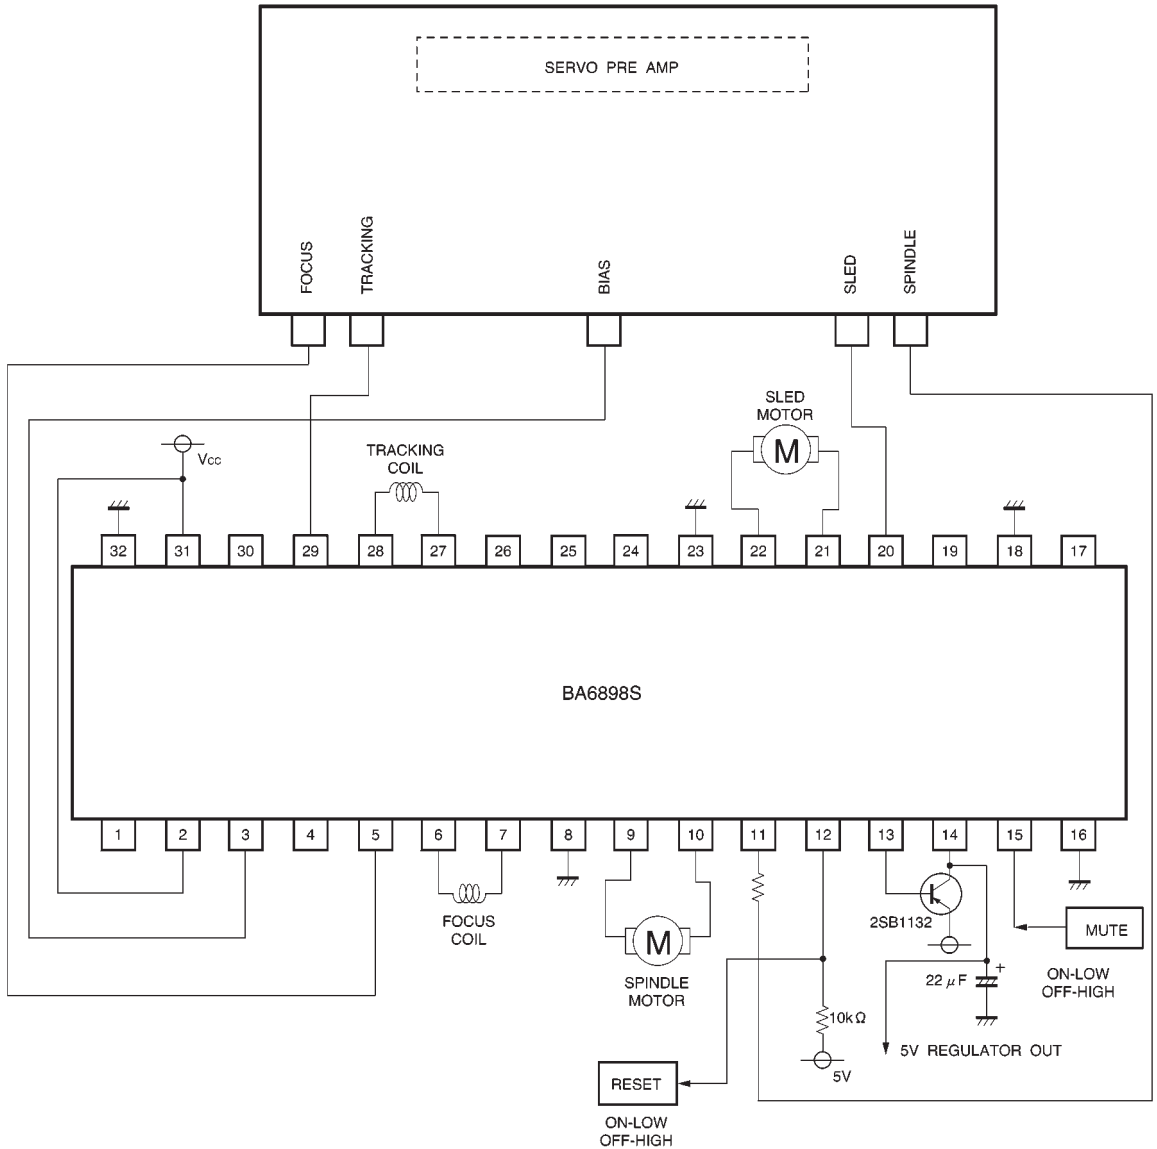 SERVO PRE AMP
FOCUS
TRACKING
BIAS
SLED
SPINDLE
SLED
MOTOR
M
TRACKING
COIL
Vcc
32 31 30 29 28 27 26 25 24 23 22 21 20 19 18 17
BA6898S
1 2 3 4 5 6 7 8 9 10 11 12 13 14 15 16
FOCUS
COIL
M
SPINDLE
MOTOR
2SB1132
MUTE
ON-LOW
OFF-HIGH
22 μF +
10kΩ
5V
5V REGULATOR OUT
RESET
ON-LOW
OFF-HIGH